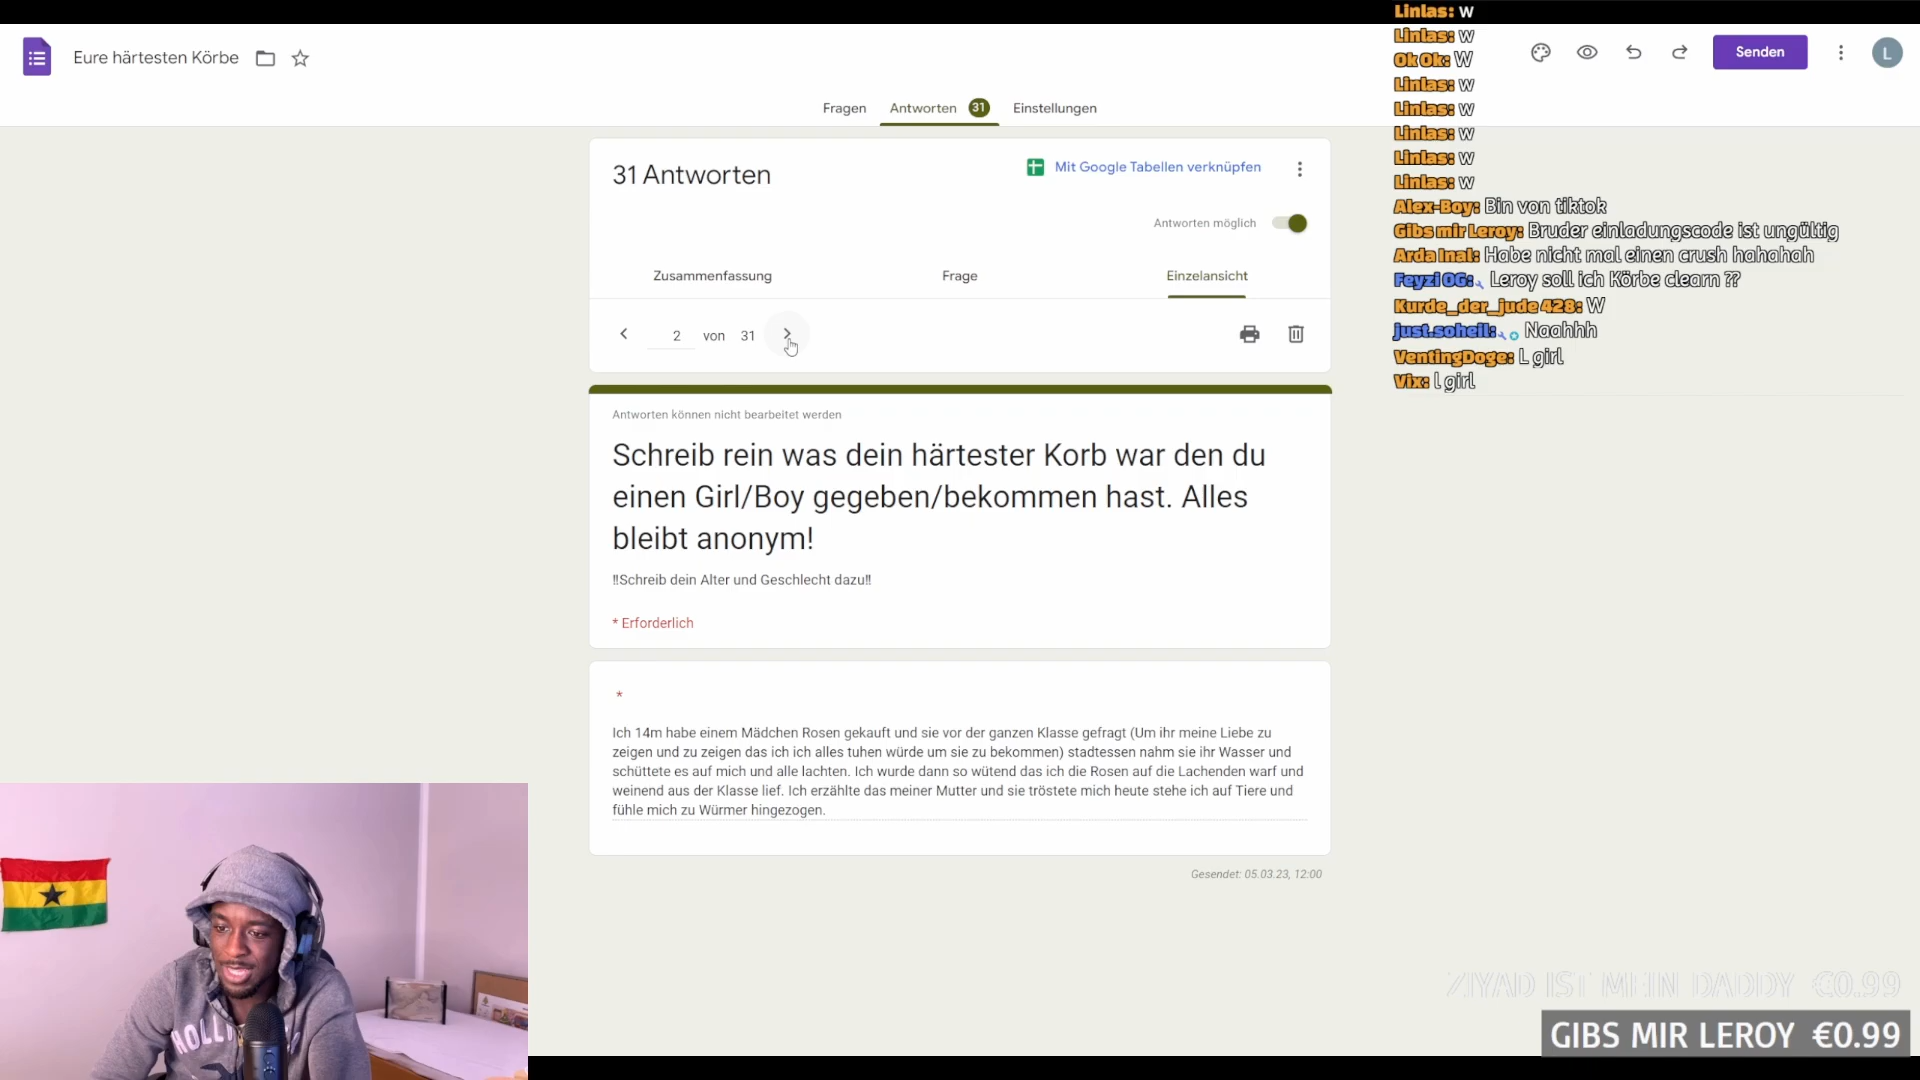 Eure härtesten Körbe
Senden
L
Fragen
Antworten 31
Einstellungen
31 Antworten
Mit Google Tabellen verknüpfen
Antworten möglich
Zusammenfassung
Frage
Einzelansicht
2 von 31
Antworten können nicht bearbeitet werden
Schreib rein was dein härtester Korb war den du
einen Girl/Boy gegeben/bekommen hast. Alles
bleibt anonym!
‼Schreib dein Alter und Geschlecht dazu‼
* Erforderlich
*
Ich 14m habe einem Mädchen Rosen gekauft und sie vor der ganzen Klasse gefragt (Um ihr meine Liebe zu
zeigen und zu zeigen das ich ich alles tuhen würde um sie zu bekommen) stadtessen nahm sie ihr Wasser und
schüttete es auf mich und alle lachten. Ich wurde dann so wütend das ich die Rosen auf die Lachenden warf und
weinend aus der Klasse lief. Ich erzählte das meiner Mutter und sie tröstete mich heute stehe ich auf Tiere und
fühle mich zu Würmer hingezogen.
Gesendet: 05.03.23, 12:00
Linlas: w
Linlas: w
Ok Ok: W
Linlas: w
Linlas: w
Linlas: w
Linlas: w
Linlas: w
Alex-Boy: Bin von tiktok
Gibs mir Leroy: Bruder einladungscode ist ungültig
Arda Inal: Habe nicht mal einen crush hahahah
Feyzi OG: Leroy soll ich Körbe clearn ??
Kurde_der_jude 428: W
just.soheil: Naahhh
VentingDoge: L girl
Vix: l girl
ZIYAD IST MEIN DADDY €0.99
GIBS MIR LEROY €0.99